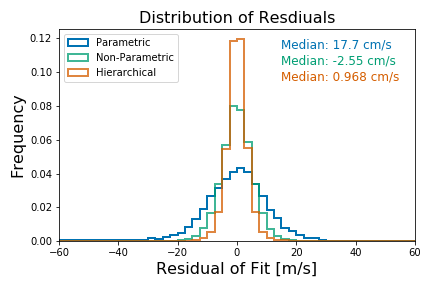 Distribution of Resdiuals
Parametric
Non-Parametric
Hierarchical
Median: 17.7 cm/s
Median: -2.55 cm/s
Median: 0.968 cm/s
Frequency
0.12
0.10
0.08
0.06
0.04
0.02
0.00
−60 −40 −20 0 20 40 60
Residual of Fit [m/s]